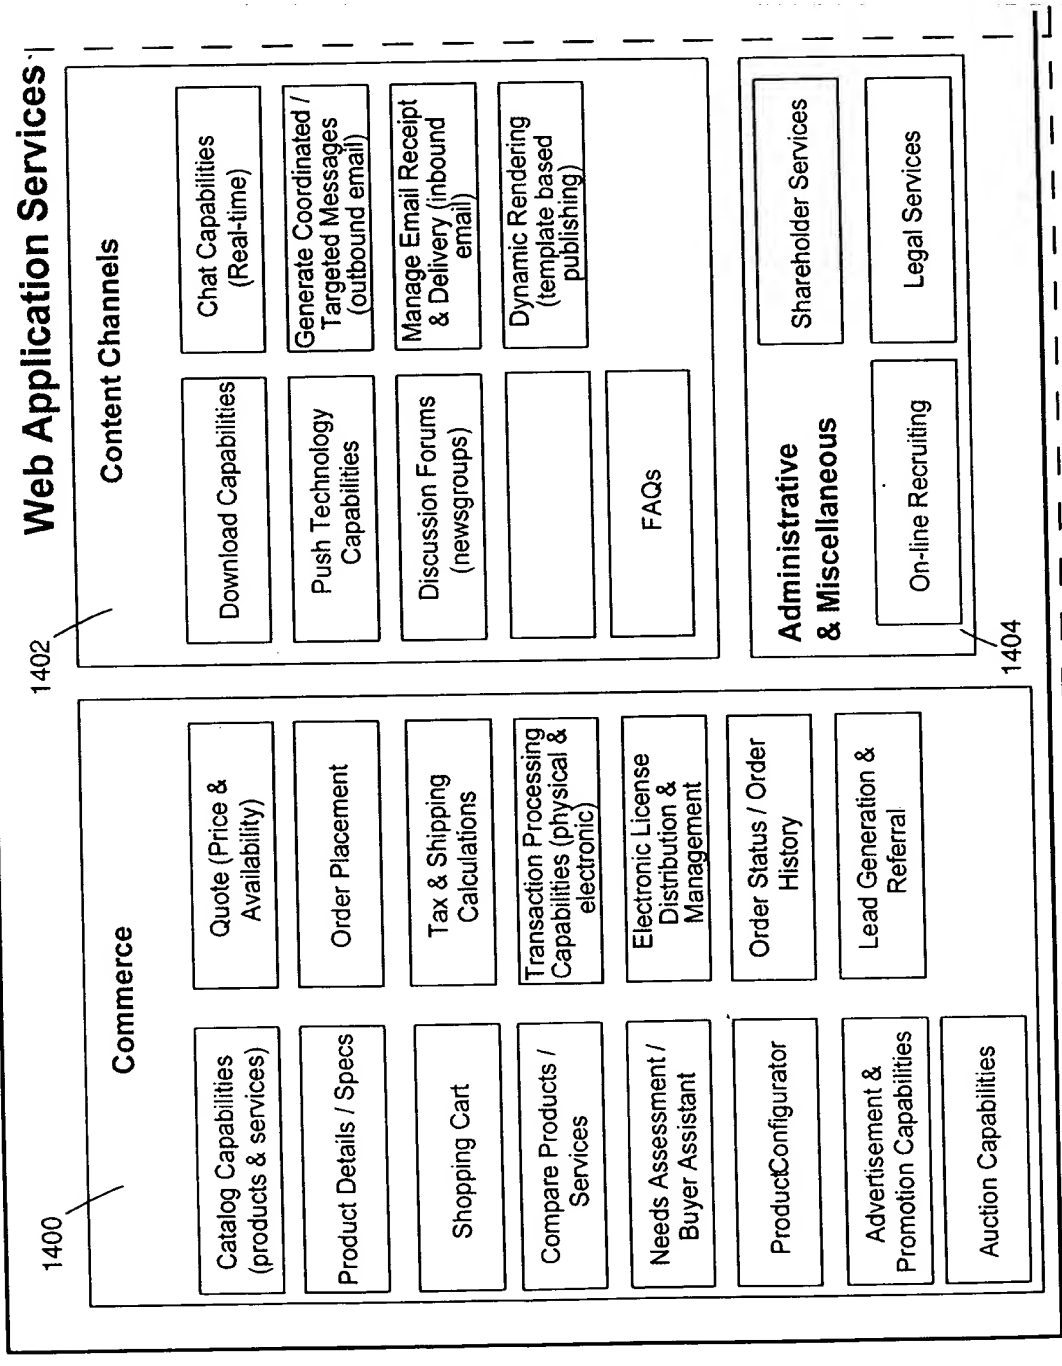 Web Application Services
1400
Commerce
Catalog Capabilities
(products & services)
Quote (Price &
Availability)
Product Details / Specs
Order Placement
Shopping Cart
Tax & Shipping
Calculations
Compare Products /
Services
Transaction Processing
Capabilities (physical &
electronic)
Needs Assessment /
Buyer Assistant
Electronic License
Distribution &
Management
ProductConfigurator
Order Status / Order
History
Advertisement &
Promotion Capabilities
Lead Generation &
Referral
Auction Capabilities
1402
Content Channels
Download Capabilities
Chat Capabilities
(Real-time)
Push Technology
Capabilities
Generate Coordinated /
Targeted Messages
(outbound email)
Discussion Forums
(newsgroups)
Manage Email Receipt
& Delivery (inbound
email)
Dynamic Rendering
(template based
publishing)
FAQs
Administrative
& Miscellaneous
Shareholder Services
On-line Recruiting
Legal Services
1404